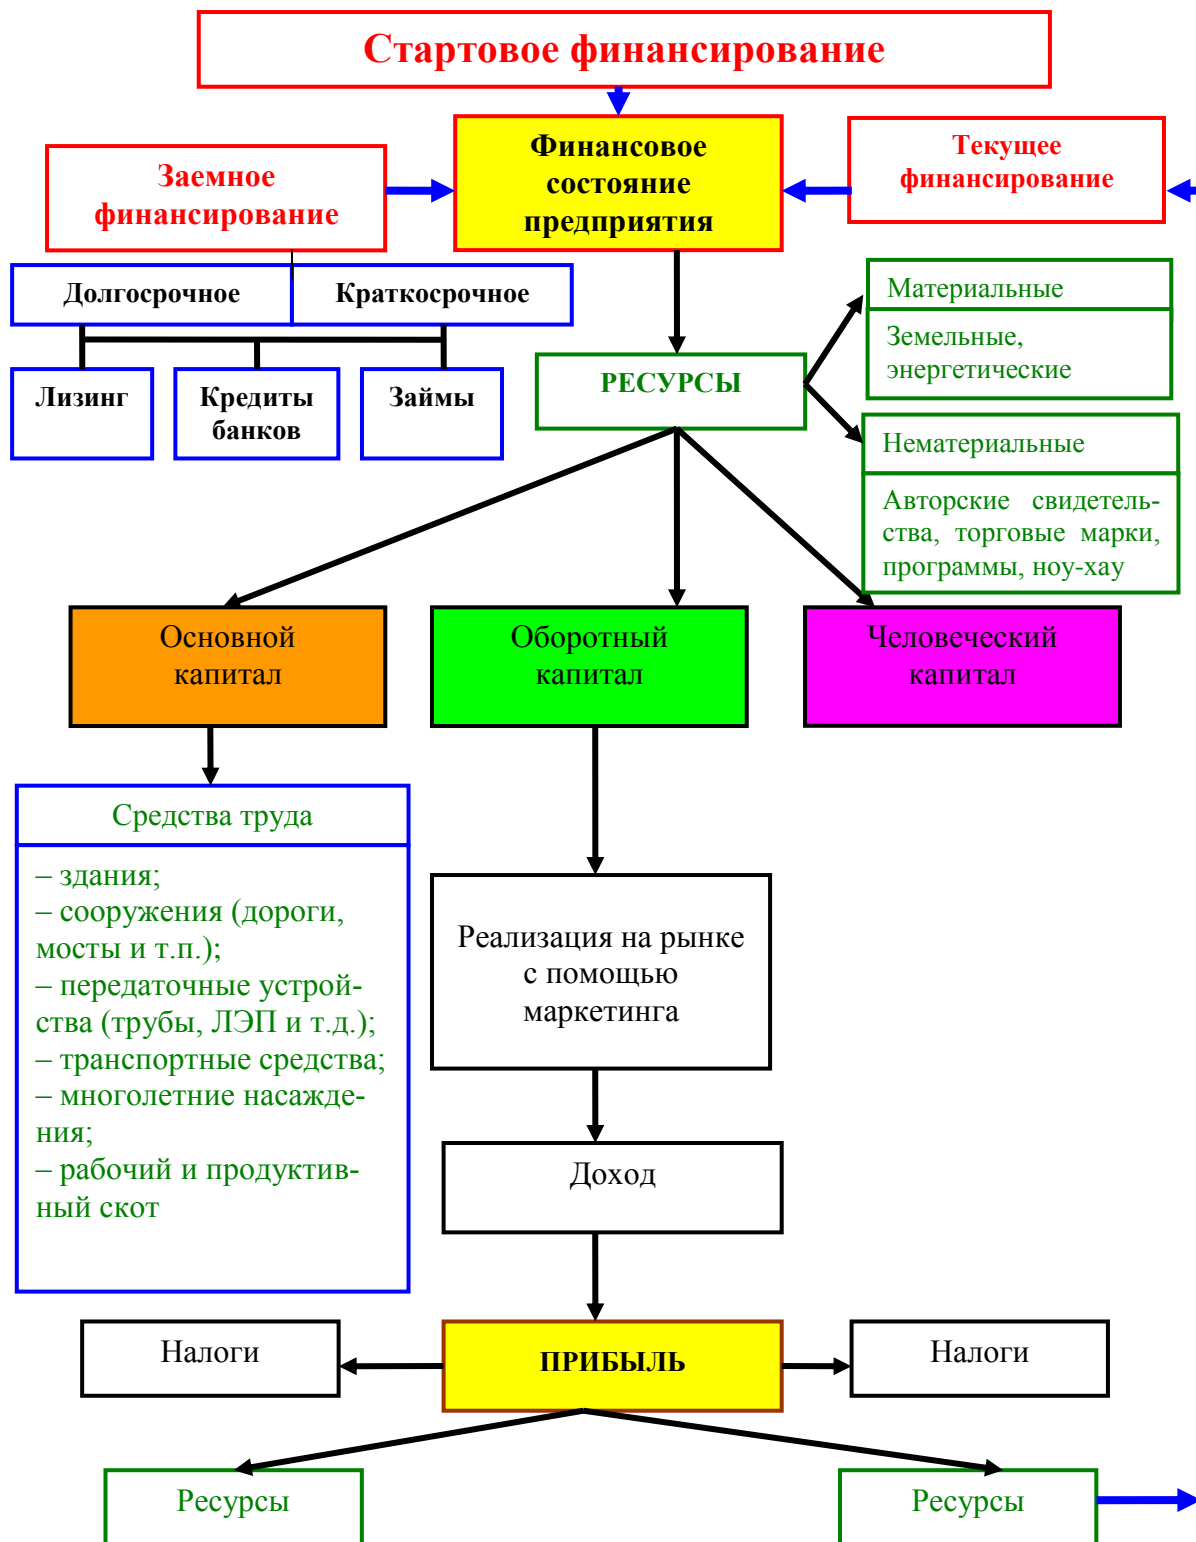 Стартовое финансирование
Заемное
финансирование
Финансовое
состояние
предприятия
Текущее
финансирование
Долгосрочное
Краткосрочное
Лизинг
Кредиты
банков
Займы
РЕСУРСЫ
Материальные
Земельные,
энергетические
Нематериальные
Авторские свидетель-
ства, торговые марки,
программы, ноу-хау
Основной
капитал
Оборотный
капитал
Человеческий
капитал
Средства труда
– здания;
– сооружения (дороги,
мосты и т.п.);
– передаточные устрой-
ства (трубы, ЛЭП и т.д.);
– транспортные средства;
– многолетние насажде-
ния;
– рабочий и продуктив-
ный скот
Реализация на рынке
с помощью
маркетинга
Доход
Налоги
ПРИБЫЛЬ
Налоги
Ресурсы
Ресурсы